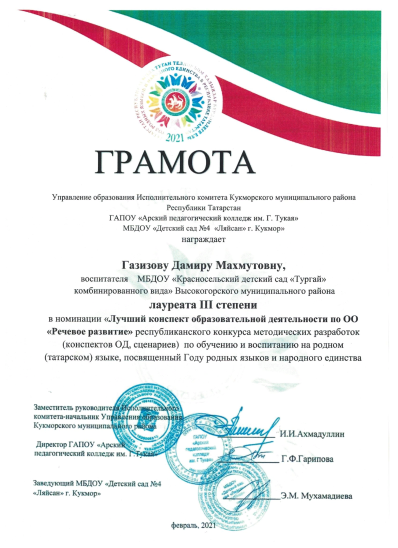 2021
ГРАМОТА
Управление образования Исполнительного комитета Кукморского муниципального района
Республики Татарстан
ГАПОУ «Арский педагогический колледж им. Г. Тукая»
МБДОУ «Детский сад №4 «Ляйсан» г. Кукмор»
награждает
Газизову Дамиру Махмутовну,
воспитателя МБДОУ «Красносельский детский сад «Тургай»
комбинированного вида» Высокогорского муниципального района
лауреата III степени
в номинации «Лучший конспект образовательной деятельности по ОО
«Речевое развитие» республиканского конкурса методических разработок
(конспектов ОД, сценариев) по обучению и воспитанию на родном
(татарском) языке, посвященный Году родных языков и народного единства
Заместитель руководителя Исполнительного
комитета-начальник Управления образования
Кукморского муниципального района
И.И.Ахмадуллин
Директор ГАПОУ «Арский
педагогический колледж им. Г.Тукая»
Г.Ф.Гарипова
Заведующий МБДОУ «Детский сад №4
«Ляйсан» г. Кукмор»
Э.М. Мухамадиева
февраль, 2021